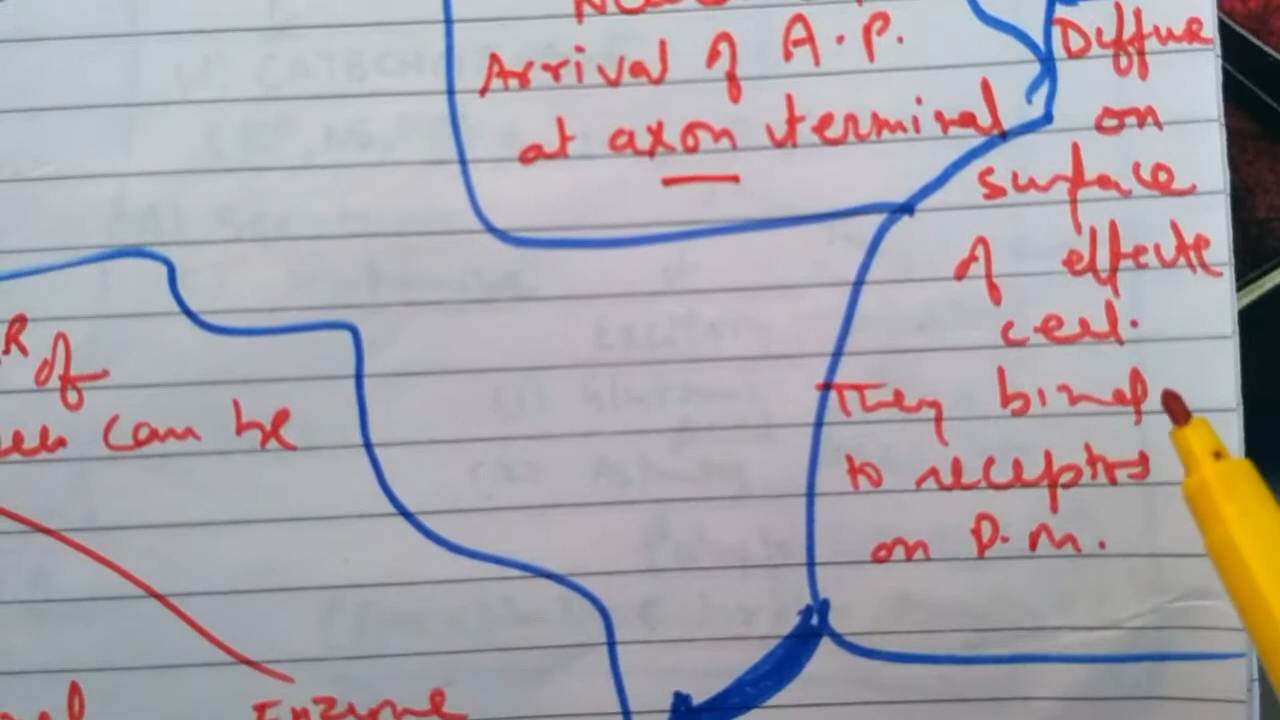 Arrival of A.P.
at axon terminal
Diffuse
on
surface
of effecte
cell.
They bind
to receptors
on P.M.
R of
can be
Enzyme